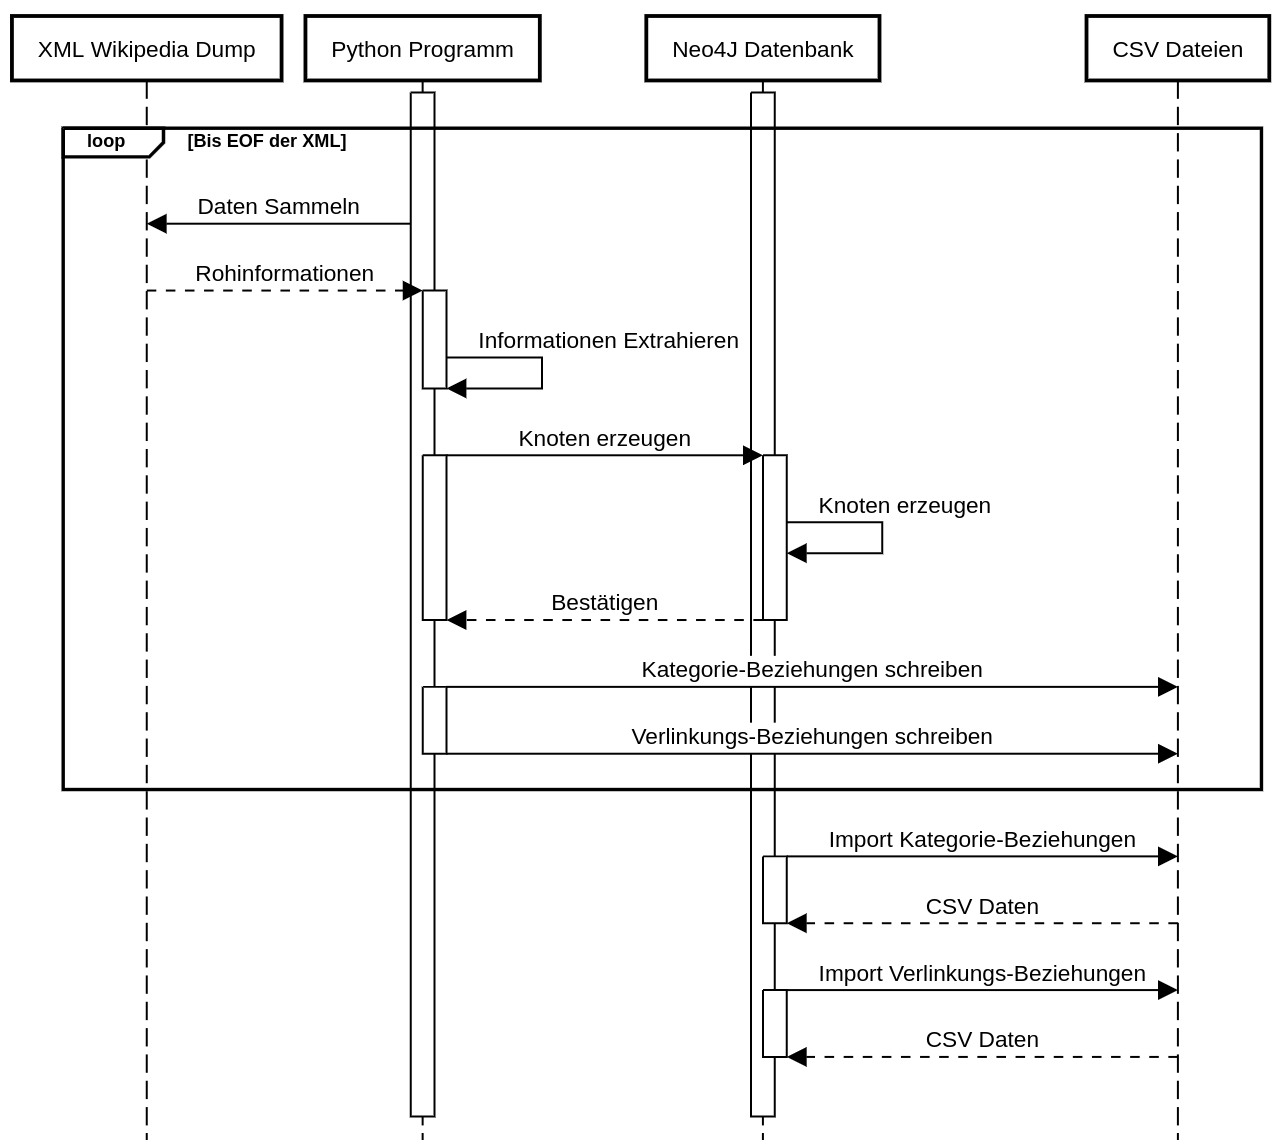 XML Wikipedia Dump
Python Programm
Neo4J Datenbank
CSV Dateien
loop
[Bis EOF der XML]
Daten Sammeln
Rohinformationen
Informationen Extrahieren
Knoten erzeugen
Knoten erzeugen
Bestätigen
Kategorie-Beziehungen schreiben
Verlinkungs-Beziehungen schreiben
Import Kategorie-Beziehungen
CSV Daten
Import Verlinkungs-Beziehungen
CSV Daten